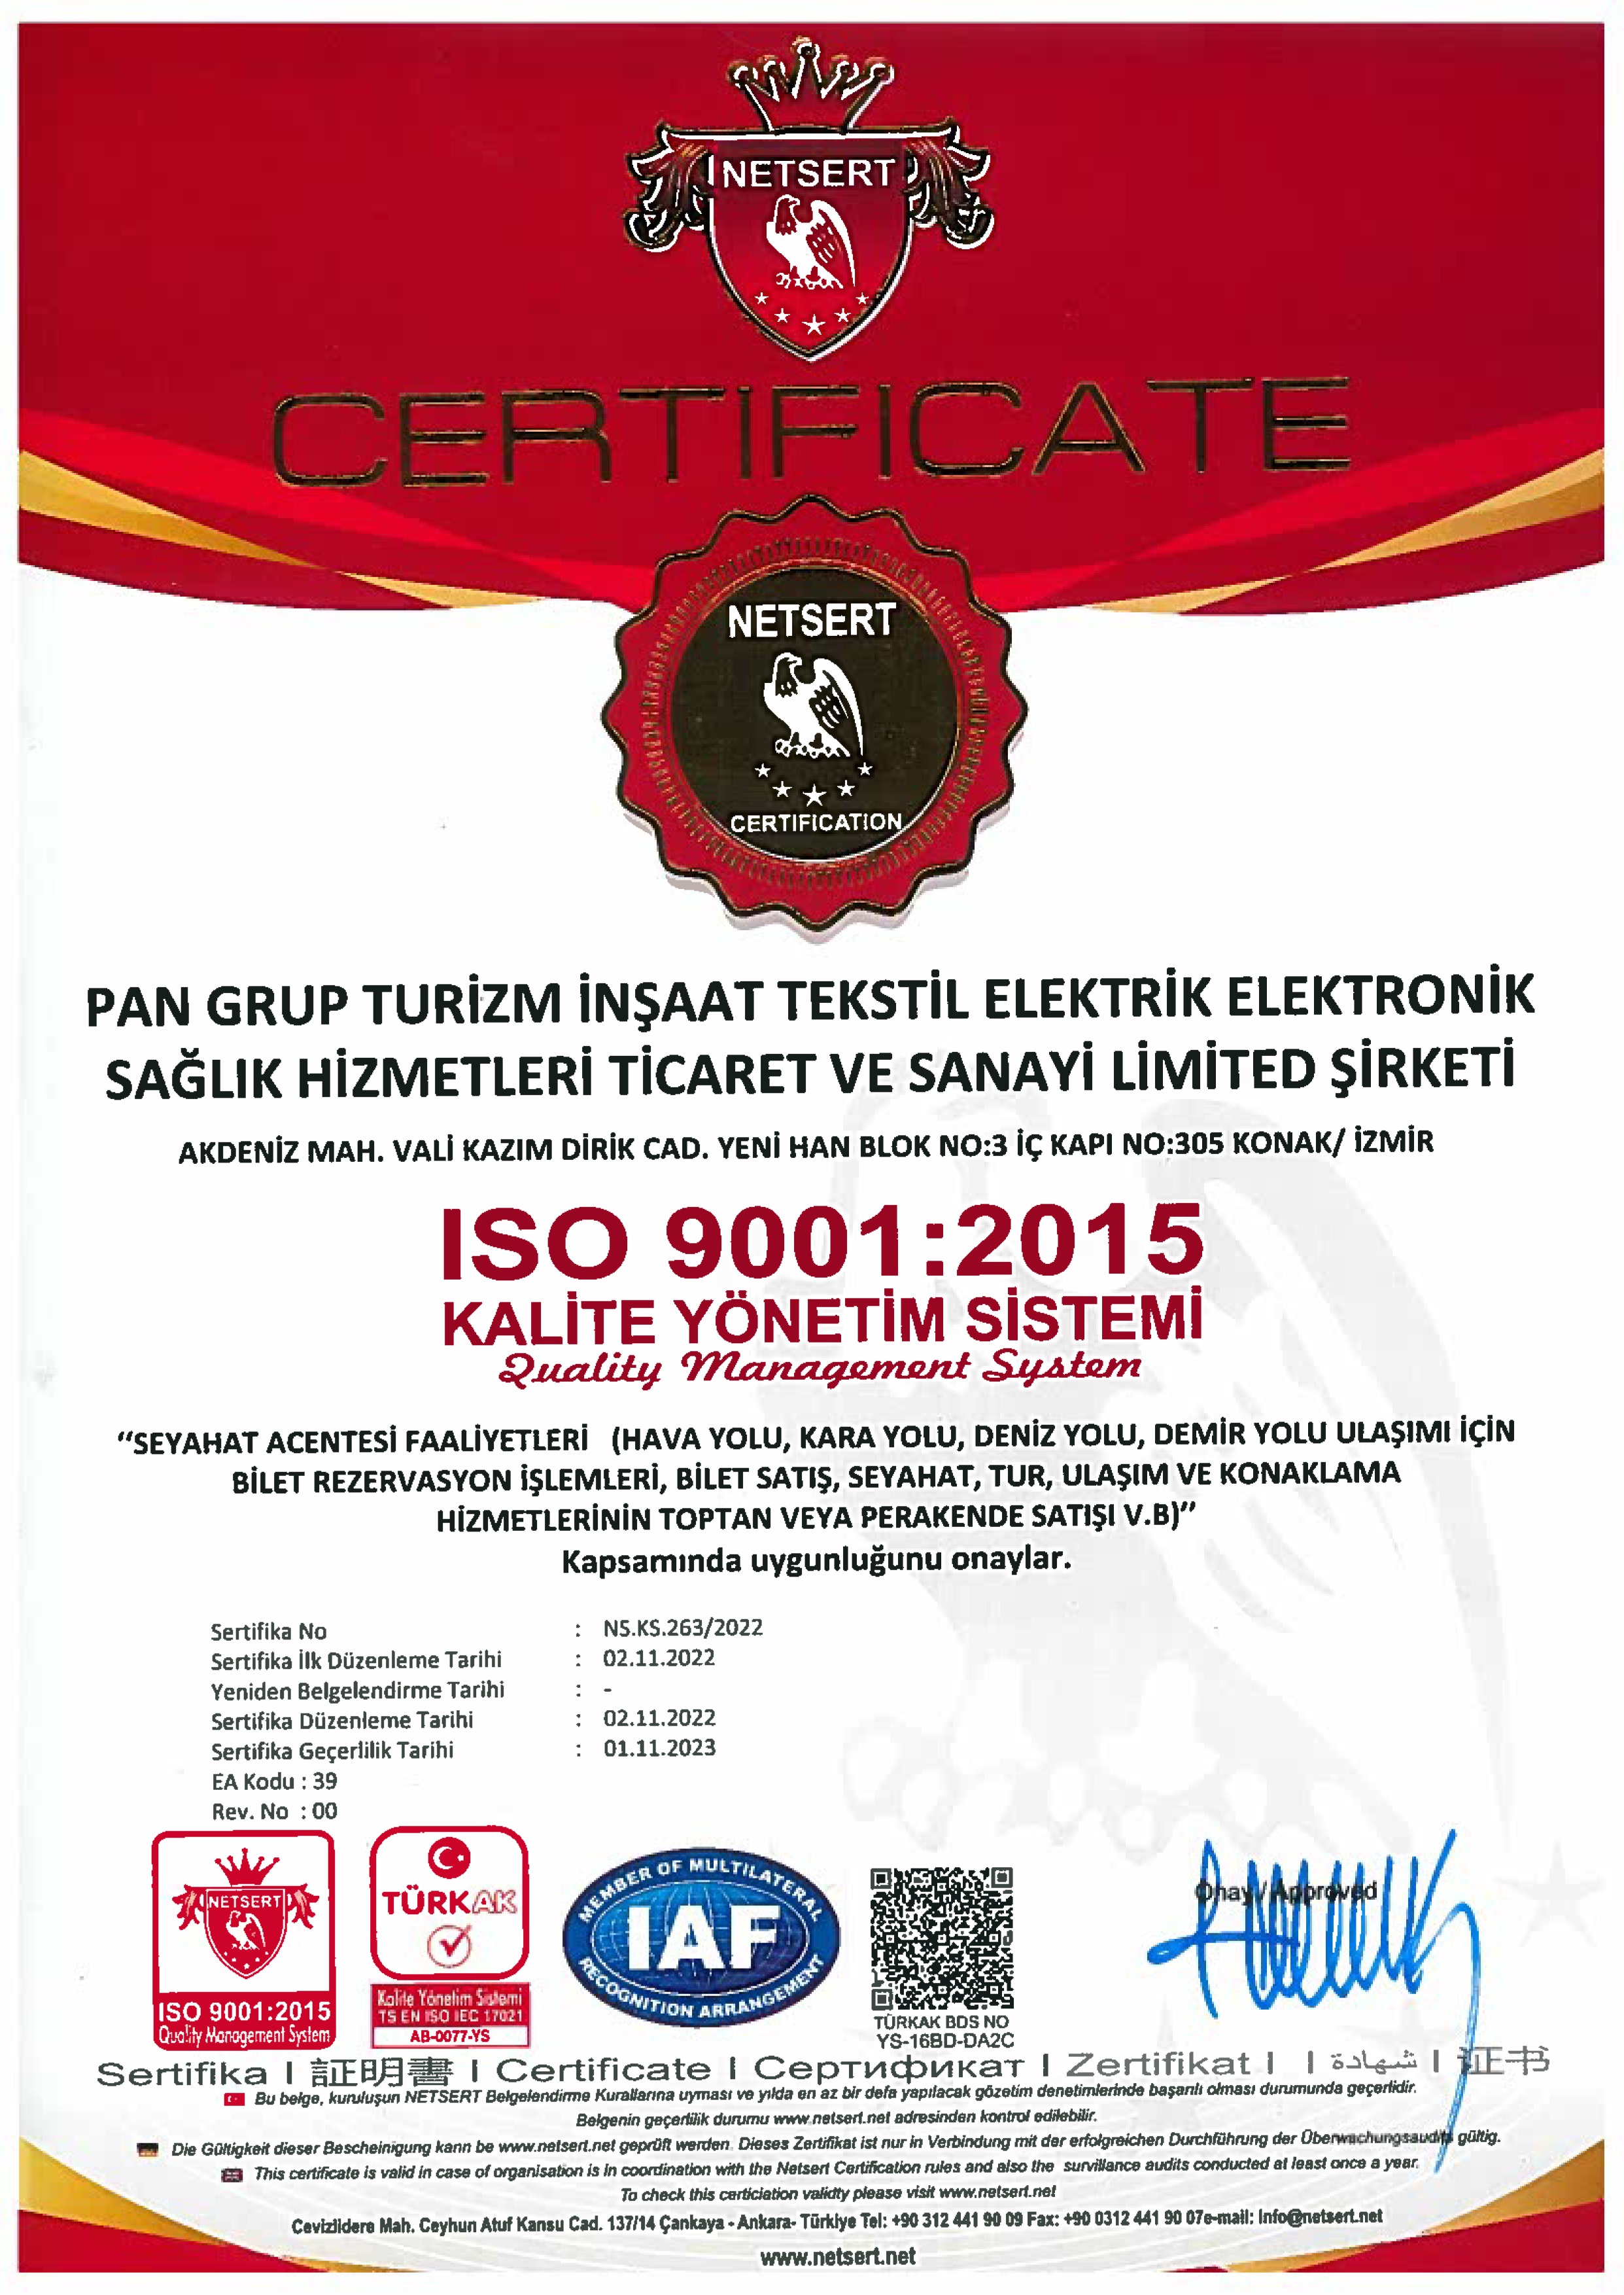 NETSERT
CERTIFICATE
NETSERT
CERTIFICATION
PAN GRUP TURİZM İNŞAAT TEKSTİL ELEKTRİK ELEKTRONİK
SAĞLIK HİZMETLERİ TİCARET VE SANAYİ LİMİTED ŞİRKETİ
AKDENİZ MAH. VALİ KAZIM DİRİK CAD. YENİ HAN BLOK NO:3 İÇ KAPI NO:305 KONAK/ İZMİR
ISO 9001:2015
KALİTE YÖNETİM SİSTEMİ
Quality Management System
“SEYAHAT ACENTESİ FAALİYETLERİ (HAVA YOLU, KARA YOLU, DENİZ YOLU, DEMİR YOLU ULAŞIMI İÇİN
BİLET REZERVASYON İŞLEMLERİ, BİLET SATIŞ, SEYAHAT, TUR, ULAŞIM VE KONAKLAMA
HİZMETLERİNİN TOPTAN VEYA PERAKENDE SATIŞI V.B)”
Kapsamında uygunluğunu onaylar.
Sertifika No : NS.KS.263/2022
Sertifika İlk Düzenleme Tarihi : 02.11.2022
Yeniden Belgelendirme Tarihi : -
Sertifika Düzenleme Tarihi : 02.11.2022
Sertifika Geçerlilik Tarihi : 01.11.2023
EA Kodu : 39
Rev. No : 00
NETSERT
ISO 9001:2015
Quality Management System
TÜRKAK
Kalite Yönetim Sistemi
TS EN ISO IEC 17021
AB-0077-YS
MEMBER OF MULTILATERAL
IAF
RECOGNITION ARRANGEMENT
TÜRKAK BDS NO
YS-16BD-DA2C
Onay / Approved
Sertifika I 証明書 I Certificate I Сертификат I Zertifikat I I شهادة I 证书
Bu belge, kuruluşun NETSERT Belgelendirme Kurallarına uyması ve yılda en az bir defa yapılacak gözetim denetimlerinde başarılı olması durumunda geçerlidir.
Belgenin geçerlilik durumu www.netsert.net adresinden kontrol edilebilir.
Die Gültigkeit dieser Bescheinigung kann be www.netsert.net geprüft werden. Dieses Zertifikat ist nur in Verbindung mit der erfolgreichen Durchführung der Überwachungsaudits gültig.
This certificate is valid in case of organisation is in coordination with the Netsert Certification rules and also the survillance audits conducted at least once a year.
To check this certiciation validty please visit www.netsert.net
Cevizlidere Mah. Ceyhun Atuf Kansu Cad. 137/14 Çankaya - Ankara- Türkiye Tel: +90 312 441 90 09 Fax: +90 0312 441 90 07e-mail: info@netsert.net
www.netsert.net